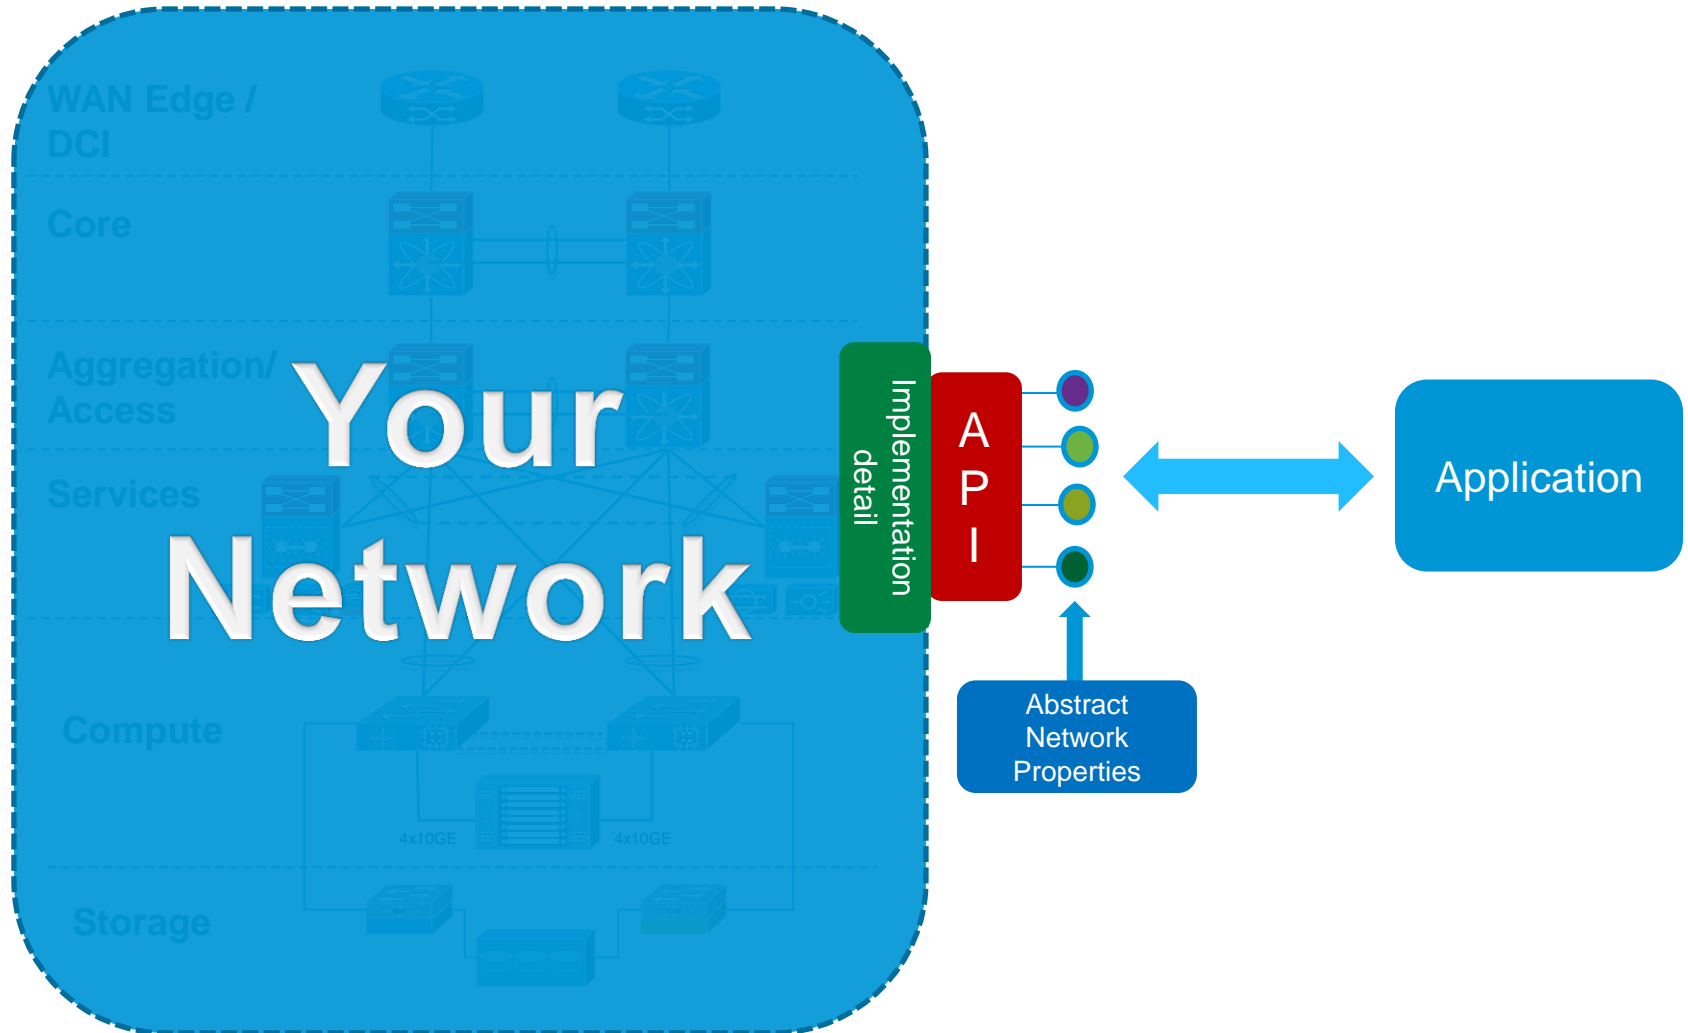 WAN Edge /
DCI
Core
Aggregation/
Access
Services
Your
Network
Compute
4x10GE
4x10GE
Storage
Implementation
detail
A
P
I
Abstract
Network
Properties
Application